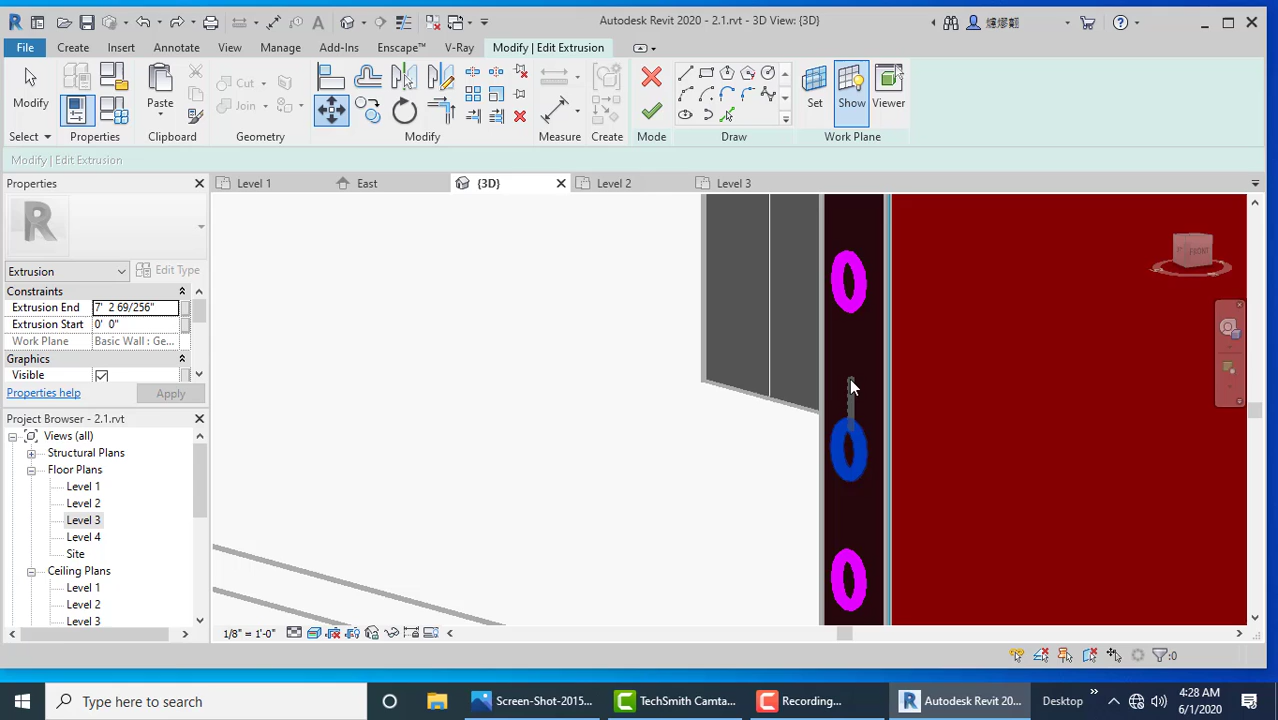 Autodesk Revit 2020 - 2.1.rvt - 3D View: {3D}
File Create Insert Annotate View Manage Add-Ins Enscape™ V-Ray Modify | Edit Extrusion
Modify Paste Cut Join Set Show Viewer
Select Properties Clipboard Geometry Modify Measure Create Mode Draw Work Plane
Modify | Edit Extrusion
Properties Level 1 East {3D} Level 2 Level 3
Extrusion Edit Type
Constraints
Extrusion End 7' 2 69/256"
Extrusion Start 0' 0"
Work Plane Basic Wall : Ge...
Graphics
Visible
Properties help Apply
Project Browser - 2.1.rvt
Views (all)
Structural Plans
Floor Plans
Level 1
Level 2
Level 3
Level 4
Site
Ceiling Plans
Level 1
Level 2
Level 3
FRONT
1/8" = 1'-0"
:0
Type here to search Screen-Shot-2015... TechSmith Camta... Recording... Autodesk Revit 20... Desktop 4:28 AM
6/1/2020